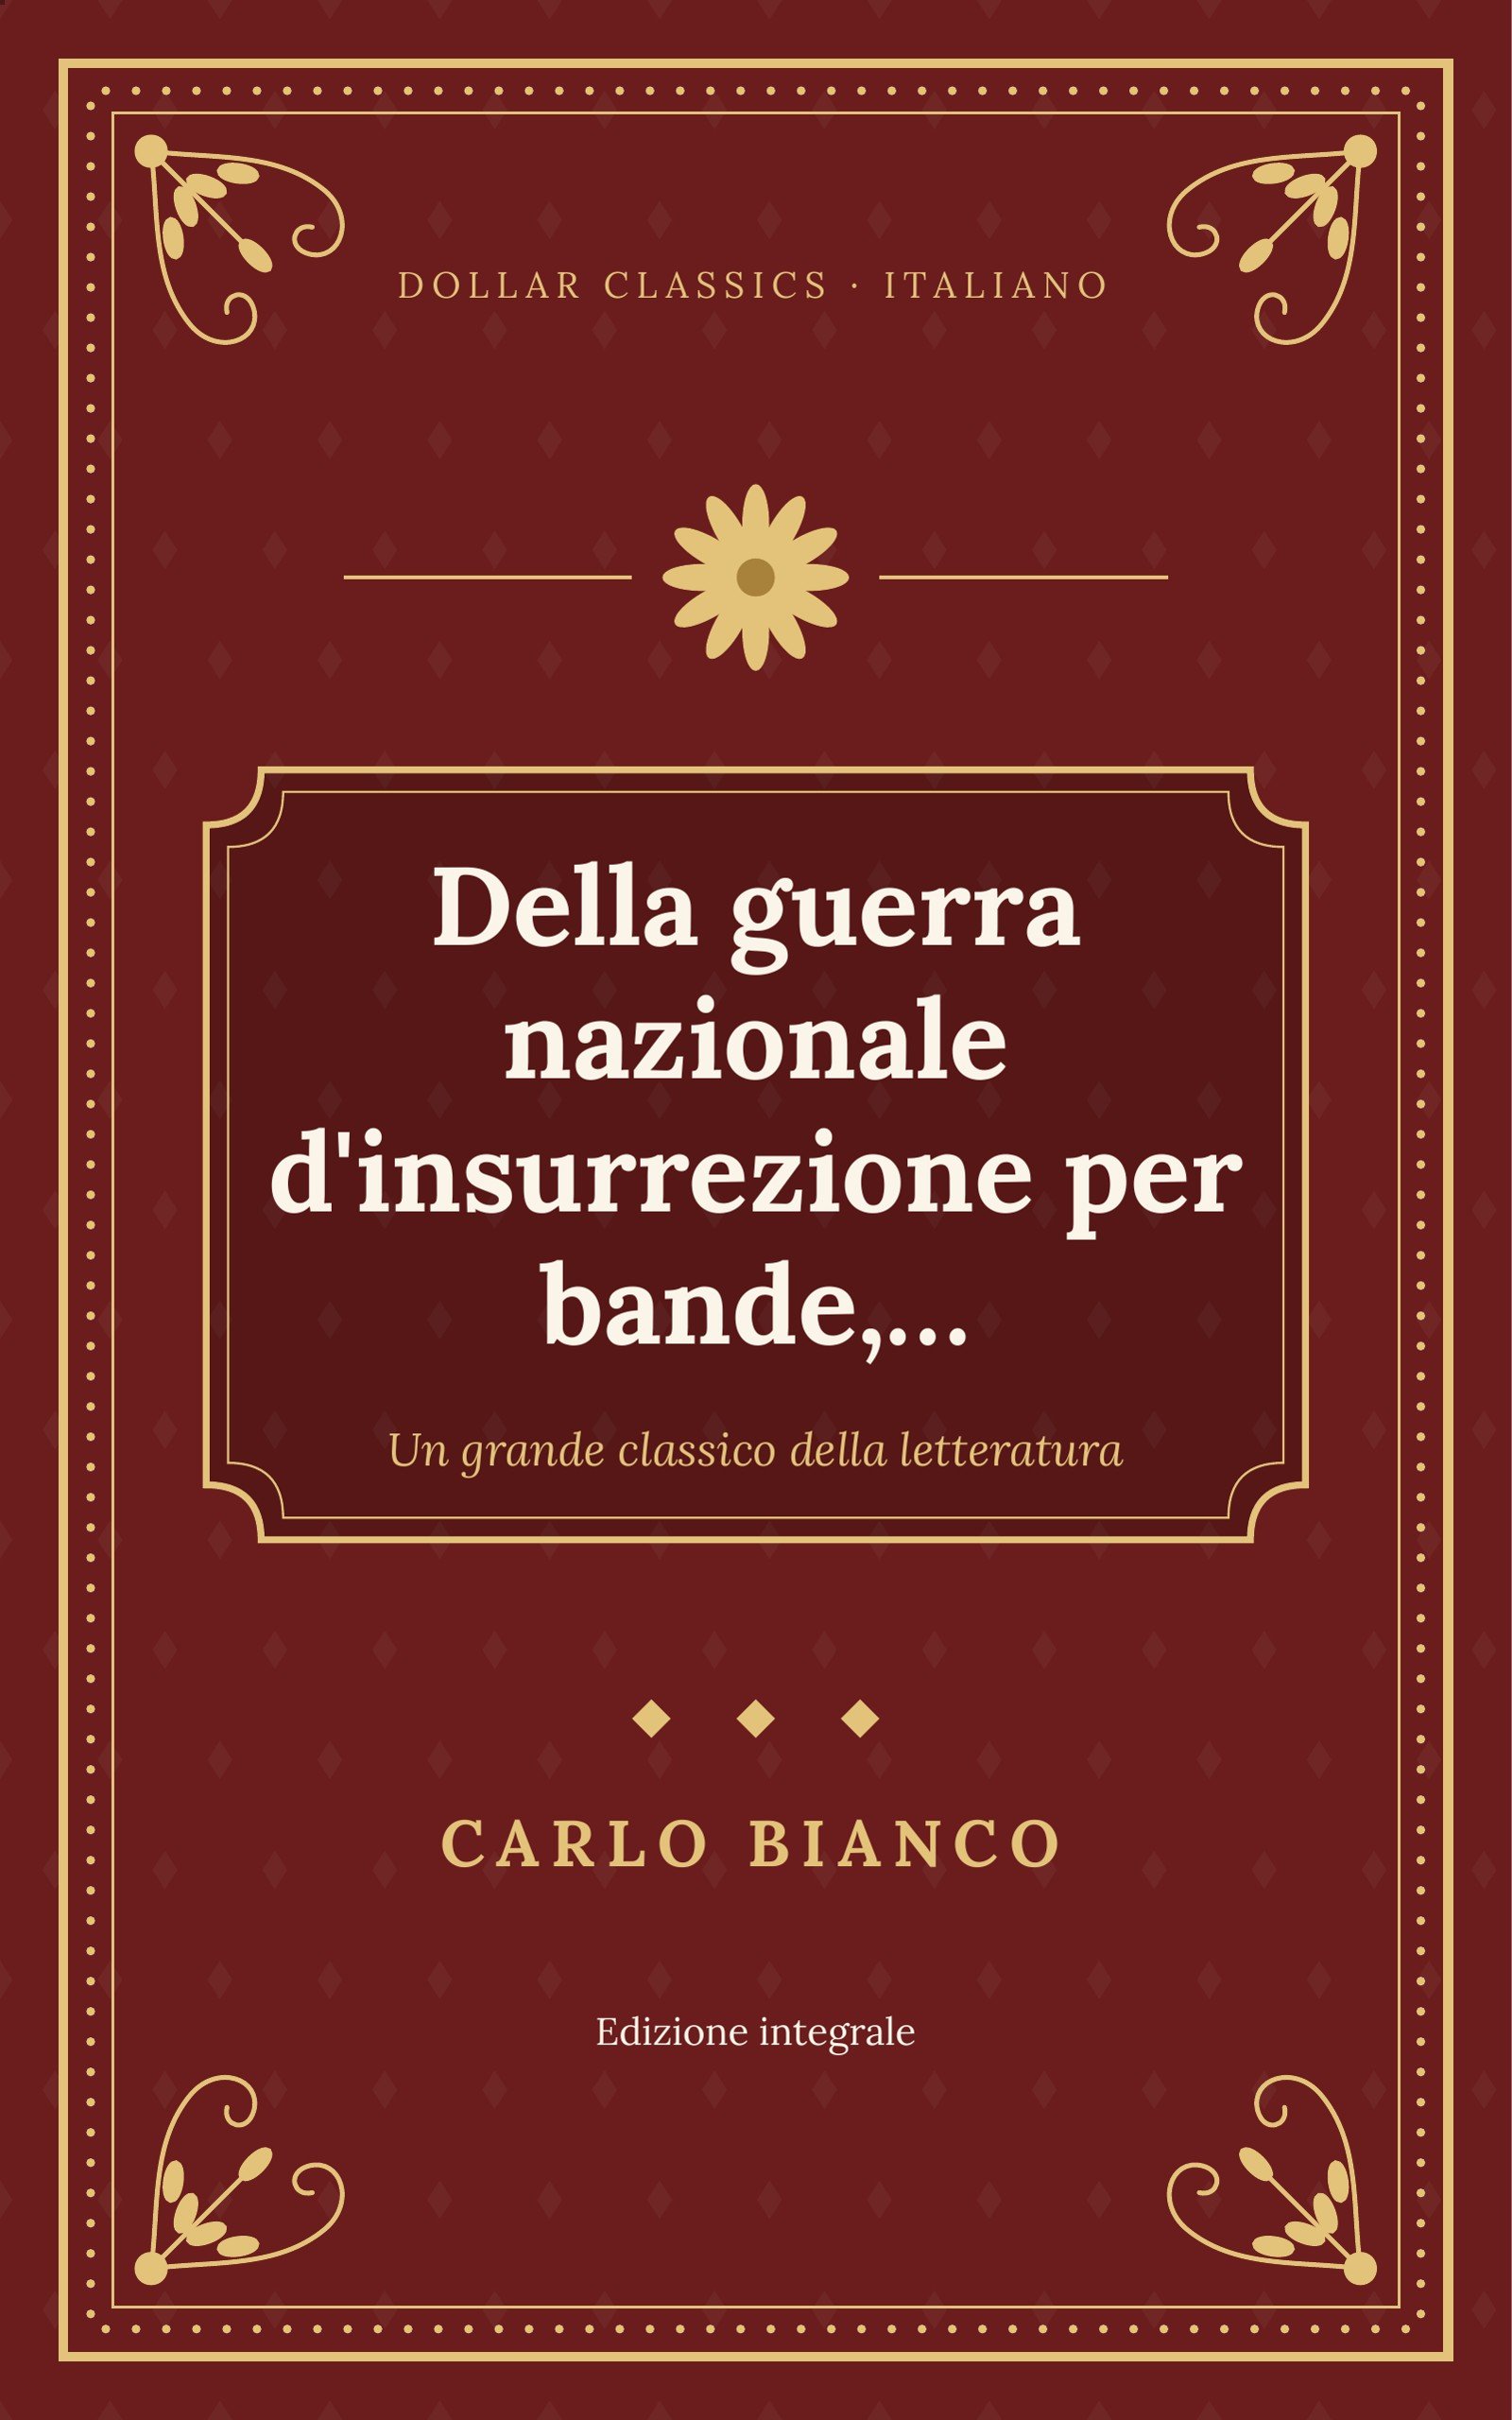 DOLLAR CLASSICS · ITALIANO
Della guerra
nazionale
d'insurrezione per
bande,...
Un grande classico della letteratura
CARLO BIANCO
Edizione integrale